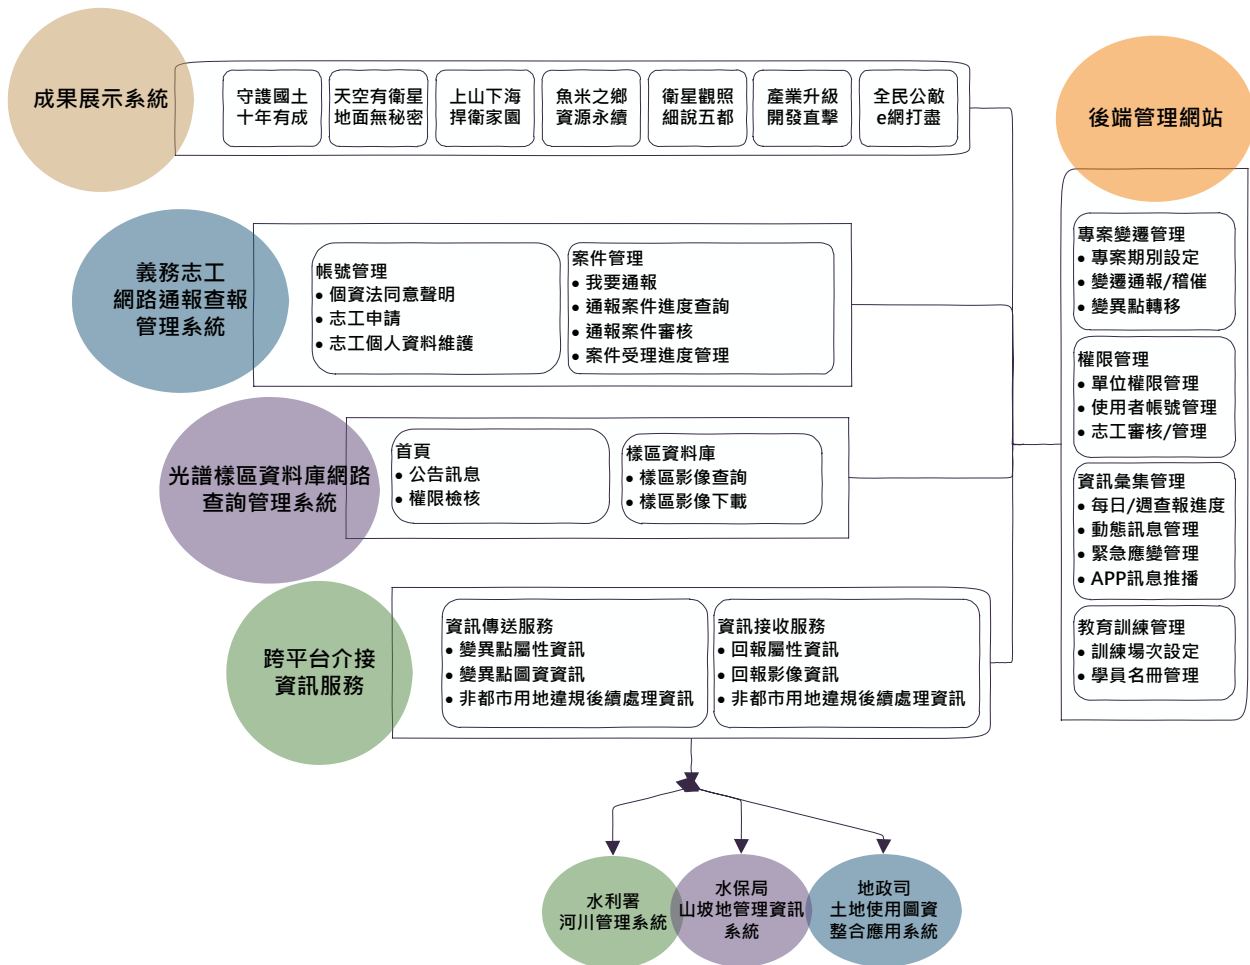 成果展示系統
守護國土
十年有成
天空有衛星
地面無秘密
上山下海
捍衛家園
魚米之鄉
資源永續
衛星觀照
細說五都
產業升級
開發直擊
全民公敵
e網打盡
義務志工
網路通報查報
管理系統
帳號管理
• 個資法同意聲明
• 志工申請
• 志工個人資料維護
案件管理
• 我要通報
• 通報案件進度查詢
• 通報案件審核
• 案件受理進度管理
光譜樣區資料庫網路
查詢管理系統
首頁
• 公告訊息
• 權限檢核
樣區資料庫
• 樣區影像查詢
• 樣區影像下載
跨平台介接
資訊服務
資訊傳送服務
• 變異點屬性資訊
• 變異點圖資資訊
• 非都市用地違規後續處理資訊
資訊接收服務
• 回報屬性資訊
• 回報影像資訊
• 非都市用地違規後續處理資訊
後端管理網站
專案變遷管理
• 專案期別設定
• 變遷通報/稽催
• 變異點轉移
權限管理
• 單位權限管理
• 使用者帳號管理
• 志工審核/管理
資訊彙集管理
• 每日/週查報進度
• 動態訊息管理
• 緊急應變管理
• APP訊息推播
教育訓練管理
• 訓練場次設定
• 學員名冊管理
水利署
河川管理系統
水保局
山坡地管理資訊
系統
地政司
土地使用圖資
整合應用系統